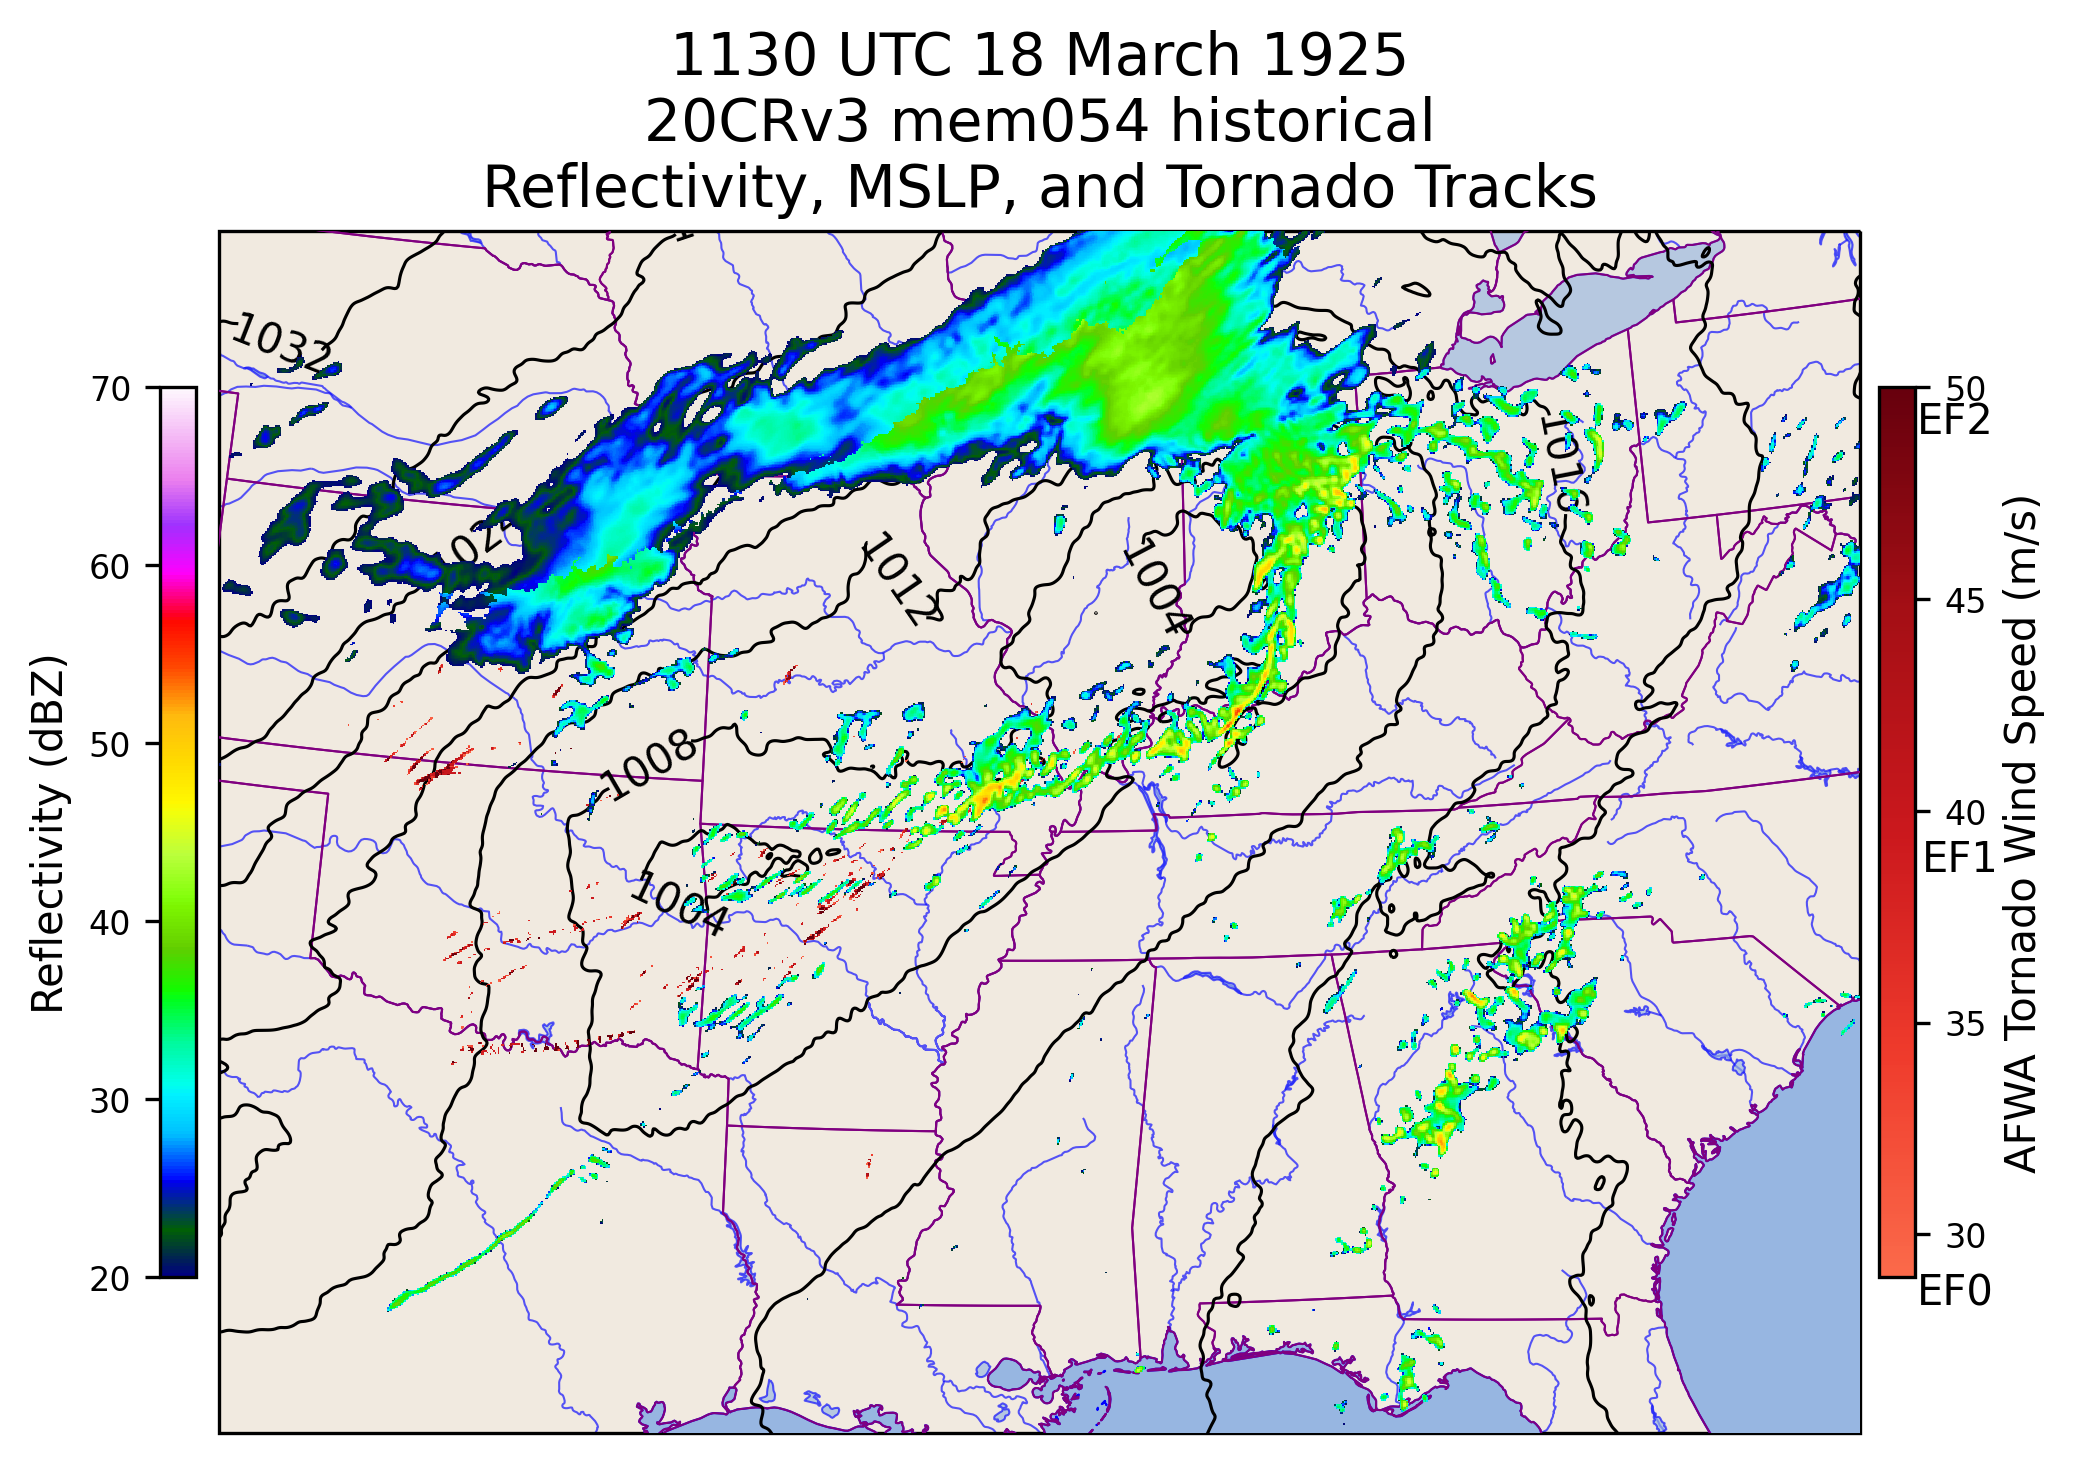 1130 UTC 18 March 1925
20CRv3 mem054 historical
Reflectivity, MSLP, and Tornado Tracks
1032
1016
1012
1004
1008
1004
70
60
50
40
30
20
Reflectivity (dBZ)
50
EF2
45
40
EF1
35
30
EF0
AFWA Tornado Wind Speed (m/s)